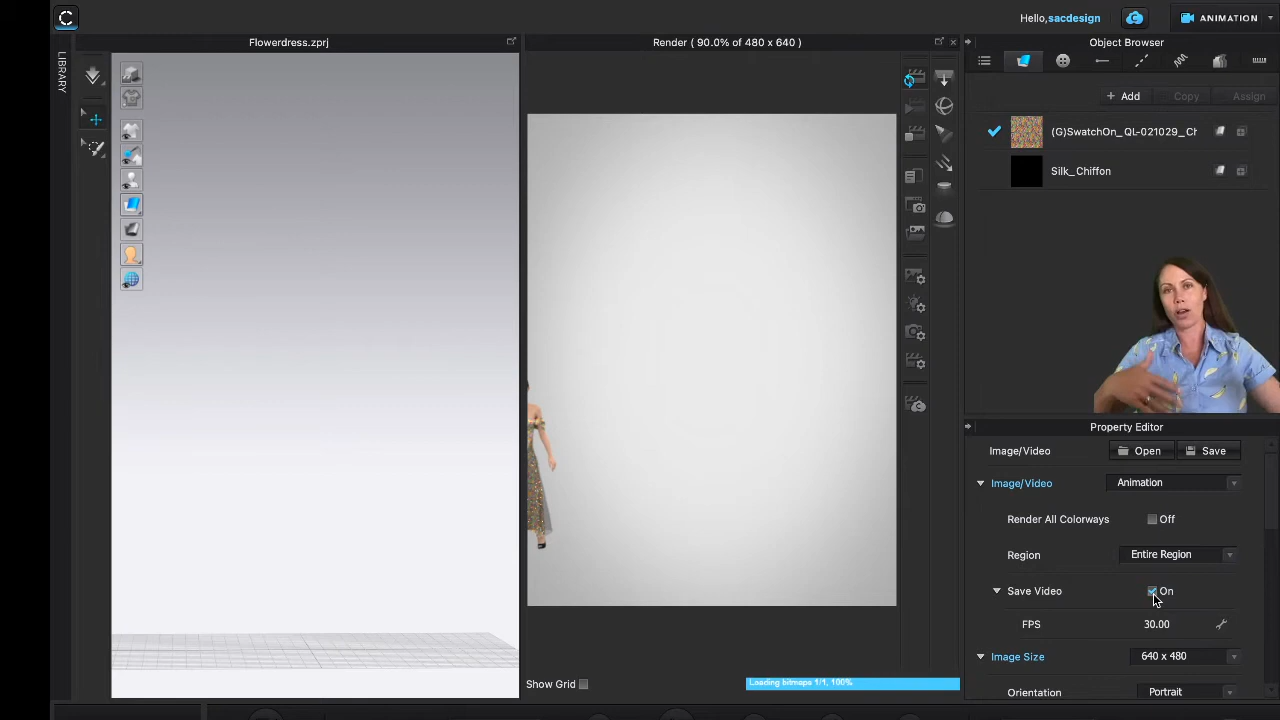 Hello,sacdesign
ANIMATION
LIBRARY
Flowerdress.zprj
Render ( 90.0% of 480 x 640 )
Object Browser
+ Add
Copy
Assign
(G)SwatchOn_QL-021029_Ch
Silk_Chiffon
Property Editor
Image/Video
Open
Save
Image/Video
Animation
Render All Colorways
Off
Region
Entire Region
Save Video
On
FPS
30.00
Image Size
640 x 480
Orientation
Portrait
Show Grid
Loading bitmaps 1/1, 100%